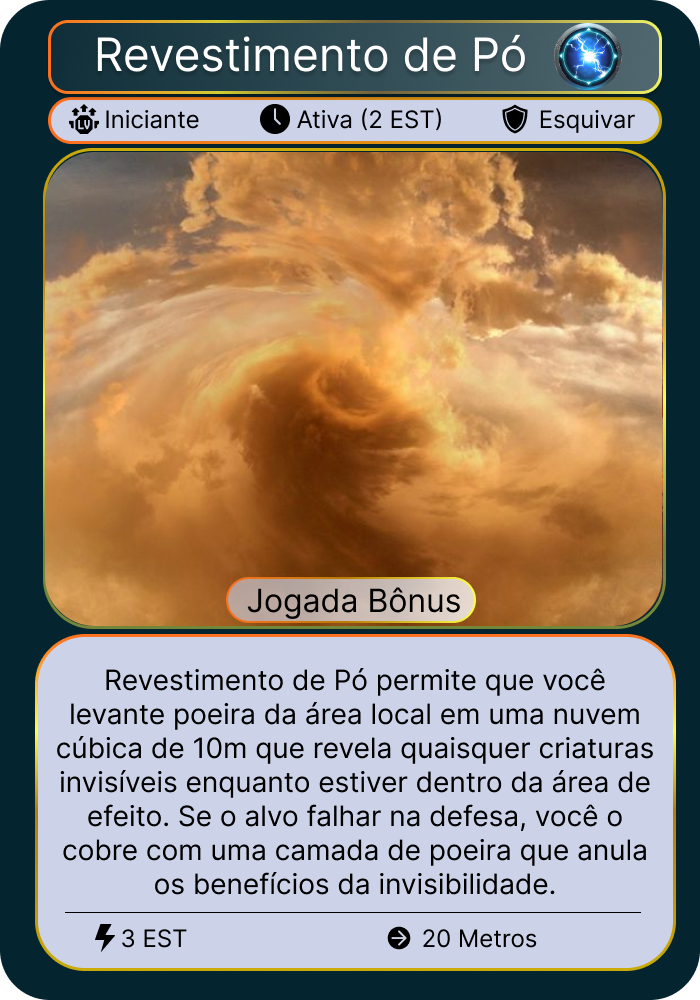 Revestimento de Pó
LV Iniciante Ativa (2 EST) Esquivar
Jogada Bônus
Revestimento de Pó permite que você
levante poeira da área local em uma nuvem
cúbica de 10m que revela quaisquer criaturas
invisíveis enquanto estiver dentro da área de
efeito. Se o alvo falhar na defesa, você o
cobre com uma camada de poeira que anula
os benefícios da invisibilidade.
3 EST 20 Metros